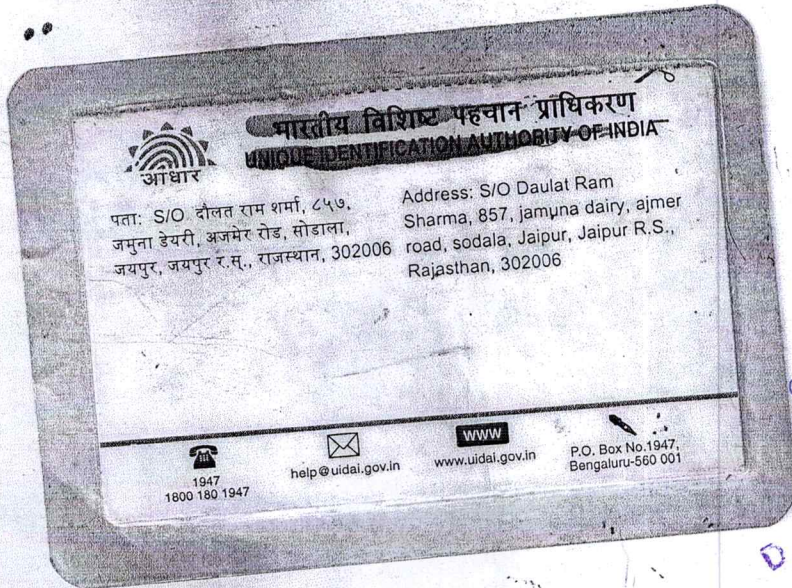 भारतीय विशिष्ट पहचान प्राधिकरण
UNIQUE IDENTIFICATION AUTHORITY OF INDIA
आधार
पता: S/O दौलत राम शर्मा, ८५७,
जमुना डेयरी, अजमेर रोड, सोडाला,
जयपुर, जयपुर र.स्., राजस्थान, 302006
Address: S/O Daulat Ram
Sharma, 857, jamuna dairy, ajmer
road, sodala, Jaipur, Jaipur R.S.,
Rajasthan, 302006
1947
1800 180 1947
help@uidai.gov.in
www
www.uidai.gov.in
P.O. Box No.1947,
Bengaluru-560 001
D